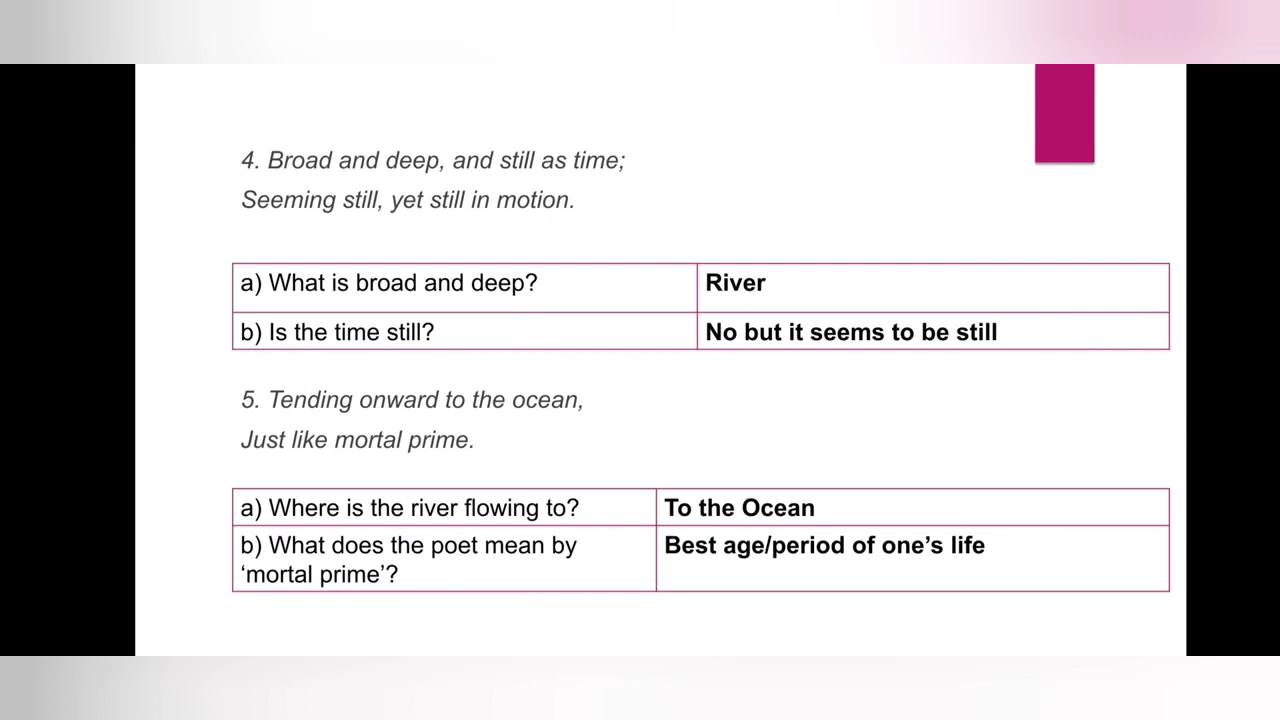 4. Broad and deep, and still as time;
Seeming still, yet still in motion.
a) What is broad and deep? River
b) Is the time still? No but it seems to be still
5. Tending onward to the ocean,
Just like mortal prime.
a) Where is the river flowing to? To the Ocean
b) What does the poet mean by Best age/period of one’s life
‘mortal prime’?